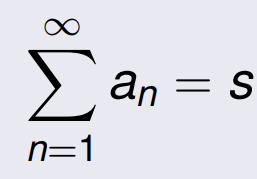 ∞
∑ aₙ = s
n=1